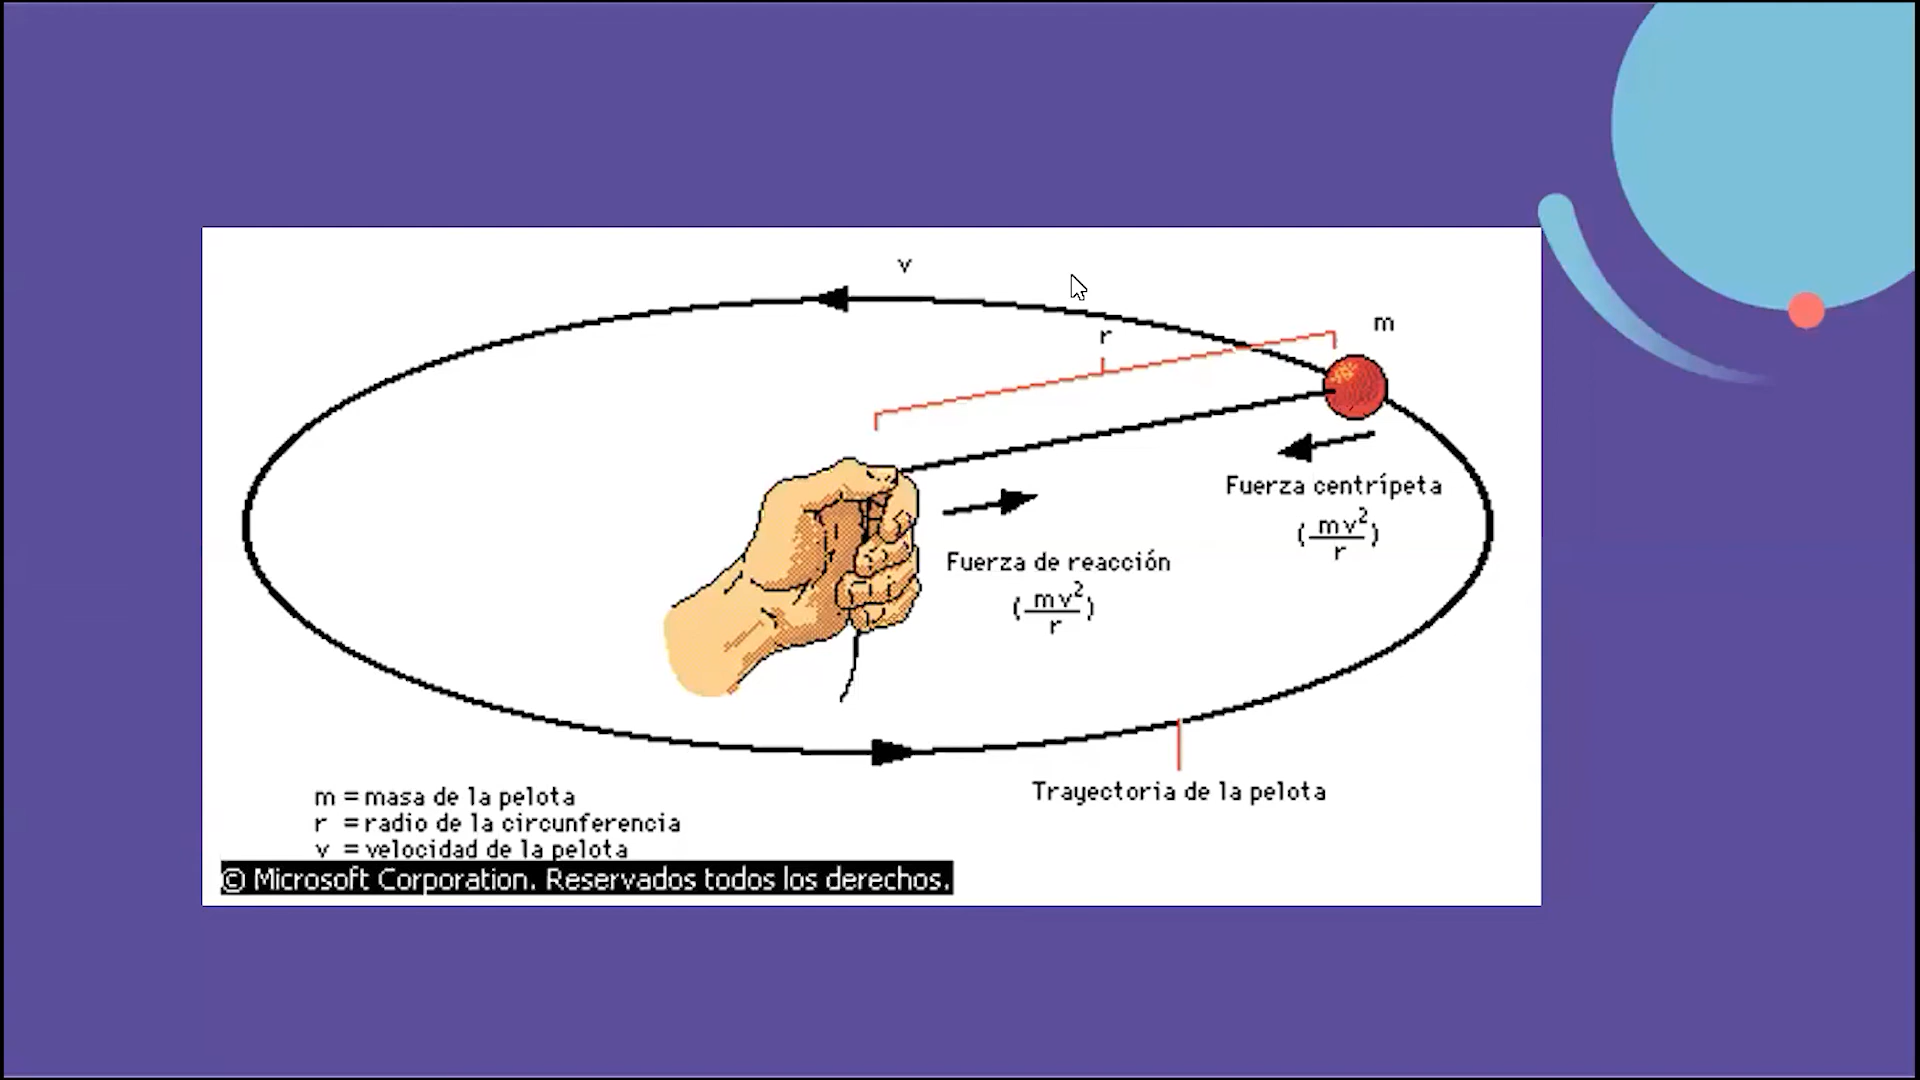 v
r
m
Fuerza centrípeta
(mv²/r)
Fuerza de reacción
(mv²/r)
Trayectoria de la pelota
m = masa de la pelota
r = radio de la circunferencia
v = velocidad de la pelota
© Microsoft Corporation. Reservados todos los derechos.